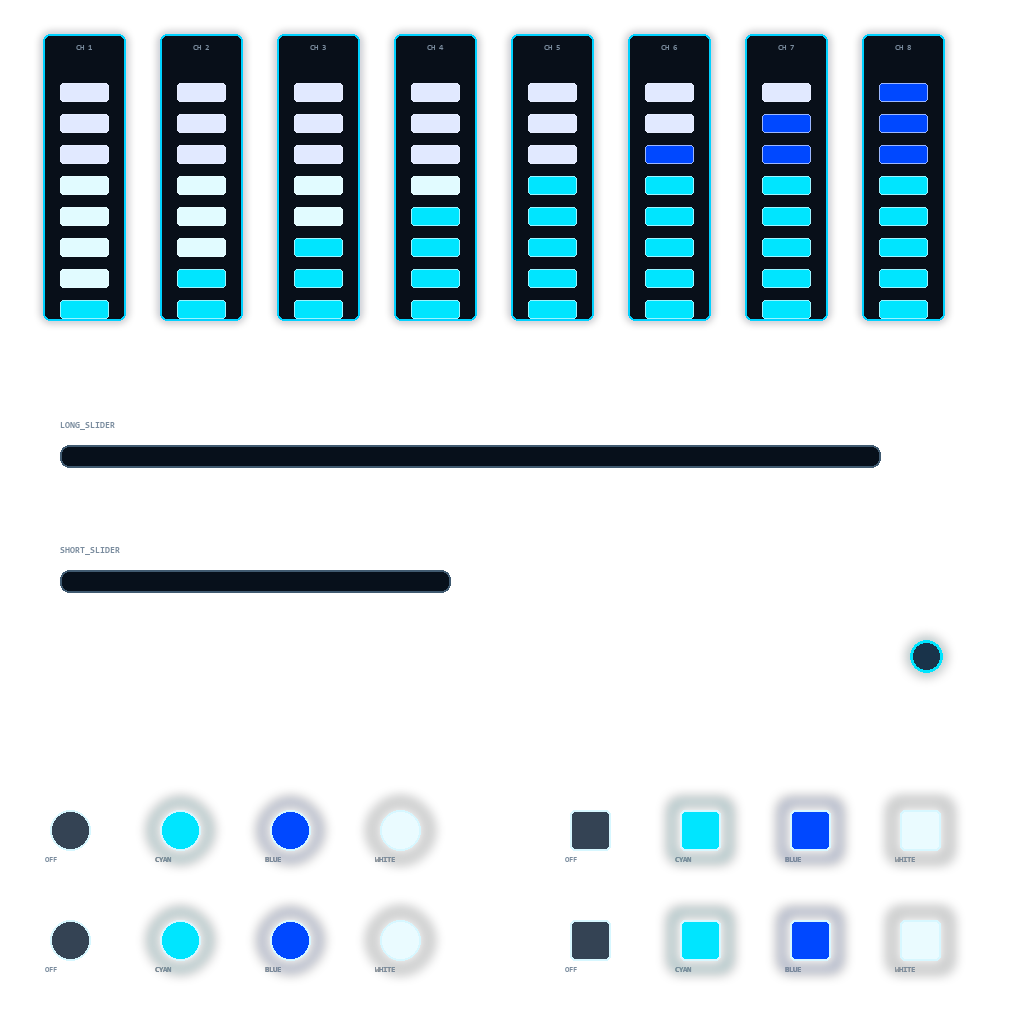 CH 1 CH 2 CH 3 CH 4 CH 5 CH 6 CH 7 CH 8
LONG_SLIDER
SHORT_SLIDER
OFF CYAN BLUE WHITE OFF CYAN BLUE WHITE
OFF CYAN BLUE WHITE OFF CYAN BLUE WHITE